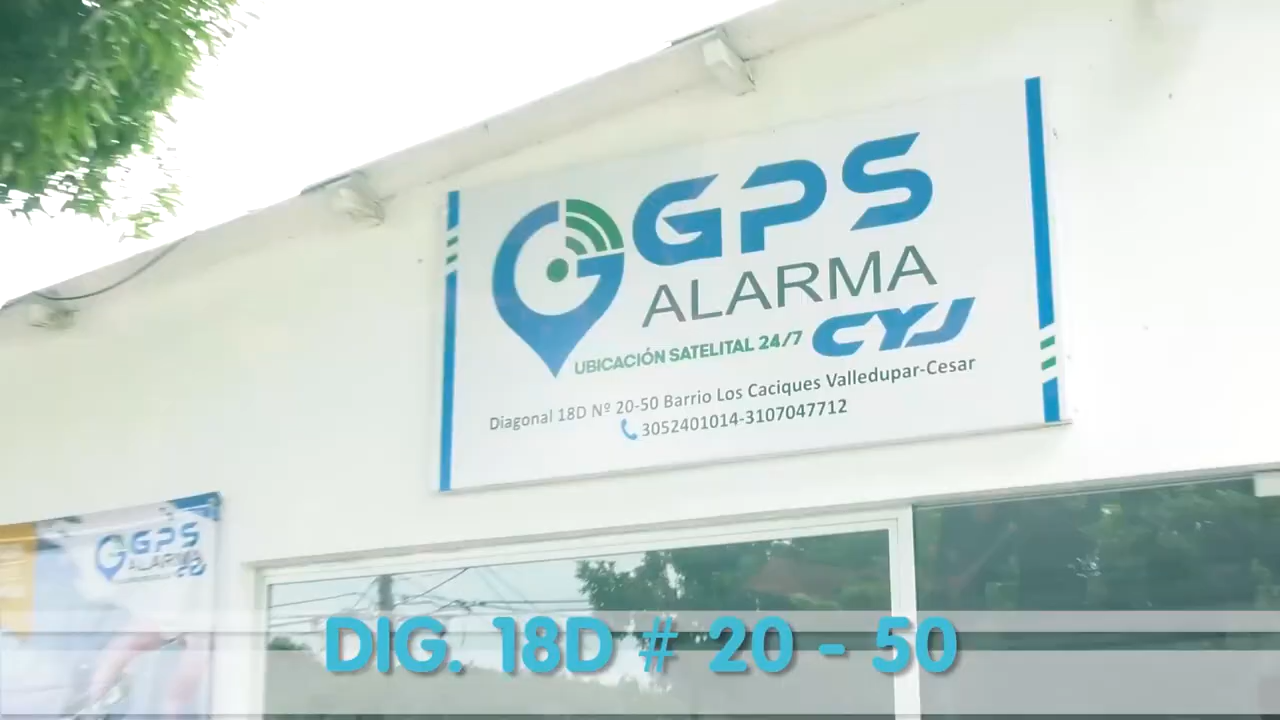 GPS
ALARMA
UBICACIÓN SATELITAL 24/7 CYJ
Diagonal 18D Nº 20-50 Barrio Los Caciques Valledupar-Cesar
3052401014-3107047712
GPS
ALARMA
CYJ
DIG. 18D # 20 - 50